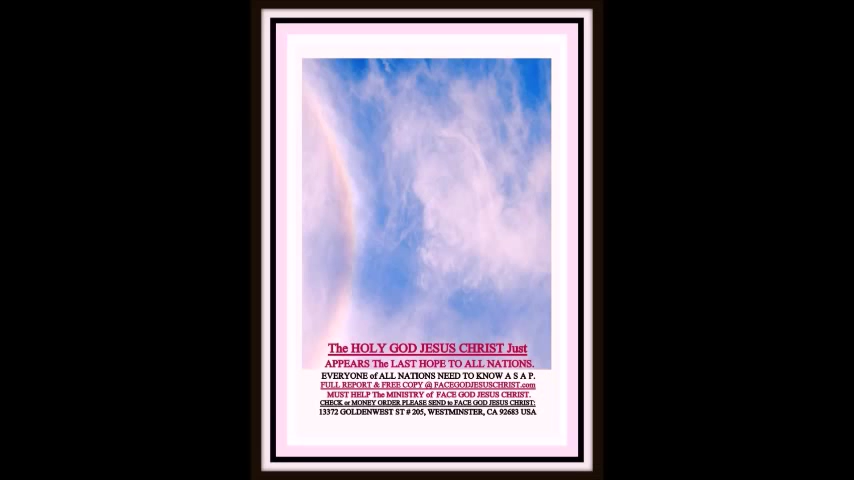 The HOLY GOD JESUS CHRIST Just
APPEARS The LAST HOPE TO ALL NATIONS.
EVERYONE of ALL NATIONS NEED TO KNOW A S A P.
FULL REPORT & FREE COPY @ FACEGODJESUSCHRIST.com
MUST HELP The MINISTRY of FACE GOD JESUS CHRIST.
CHECK or MONEY ORDER PLEASE SEND to FACE GOD JESUS CHRIST:
13372 GOLDENWEST ST # 205, WESTMINSTER, CA 92683 USA